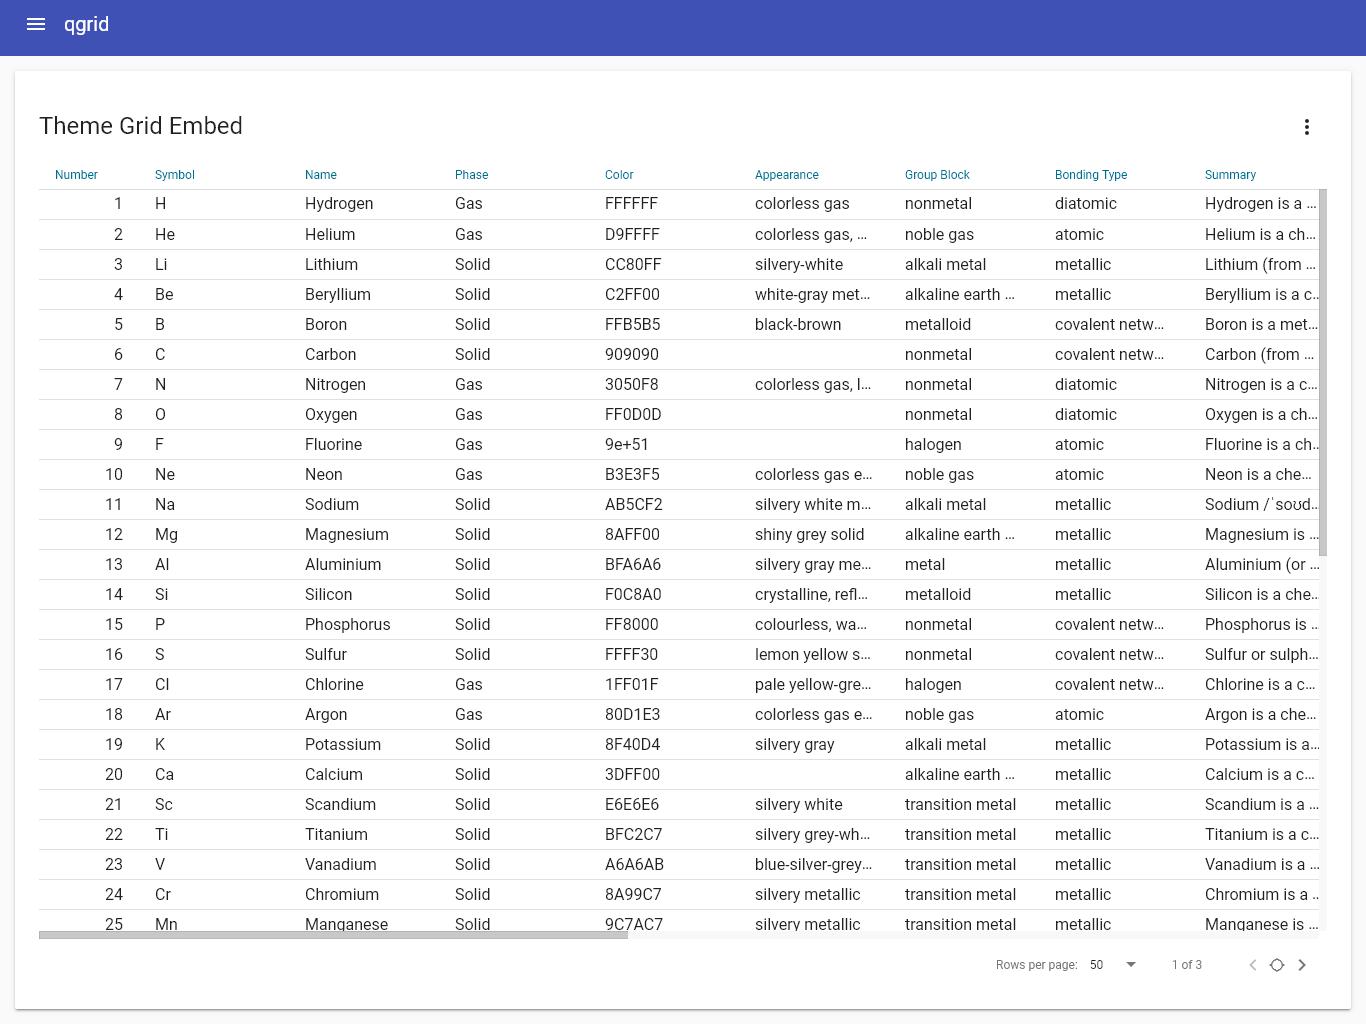 qgrid
Theme Grid Embed
Number Symbol Name Phase Color Appearance Group Block Bonding Type Summary
1 H Hydrogen Gas FFFFFF colorless gas nonmetal diatomic Hydrogen is a ...
2 He Helium Gas D9FFFF colorless gas, ... noble gas atomic Helium is a ch...
3 Li Lithium Solid CC80FF silvery-white alkali metal metallic Lithium (from ...
4 Be Beryllium Solid C2FF00 white-gray met... alkaline earth ... metallic Beryllium is a c...
5 B Boron Solid FFB5B5 black-brown metalloid covalent netw... Boron is a met...
6 C Carbon Solid 909090 nonmetal covalent netw... Carbon (from ...
7 N Nitrogen Gas 3050F8 colorless gas, l... nonmetal diatomic Nitrogen is a c...
8 O Oxygen Gas FF0D0D nonmetal diatomic Oxygen is a ch...
9 F Fluorine Gas 9e+51 halogen atomic Fluorine is a ch...
10 Ne Neon Gas B3E3F5 colorless gas e... noble gas atomic Neon is a che...
11 Na Sodium Solid AB5CF2 silvery white m... alkali metal metallic Sodium /ˈsoʊd...
12 Mg Magnesium Solid 8AFF00 shiny grey solid alkaline earth ... metallic Magnesium is ...
13 Al Aluminium Solid BFA6A6 silvery gray me... metal metallic Aluminium (or ...
14 Si Silicon Solid F0C8A0 crystalline, refl... metalloid metallic Silicon is a che...
15 P Phosphorus Solid FF8000 colourless, wa... nonmetal covalent netw... Phosphorus is ...
16 S Sulfur Solid FFFF30 lemon yellow s... nonmetal covalent netw... Sulfur or sulph...
17 Cl Chlorine Gas 1FF01F pale yellow-gre... halogen covalent netw... Chlorine is a c...
18 Ar Argon Gas 80D1E3 colorless gas e... noble gas atomic Argon is a che...
19 K Potassium Solid 8F40D4 silvery gray alkali metal metallic Potassium is a...
20 Ca Calcium Solid 3DFF00 alkaline earth ... metallic Calcium is a c...
21 Sc Scandium Solid E6E6E6 silvery white transition metal metallic Scandium is a ...
22 Ti Titanium Solid BFC2C7 silvery grey-wh... transition metal metallic Titanium is a c...
23 V Vanadium Solid A6A6AB blue-silver-grey... transition metal metallic Vanadium is a ...
24 Cr Chromium Solid 8A99C7 silvery metallic transition metal metallic Chromium is a ...
25 Mn Manganese Solid 9C7AC7 silvery metallic transition metal metallic Manganese is ...
Rows per page: 50 1 of 3